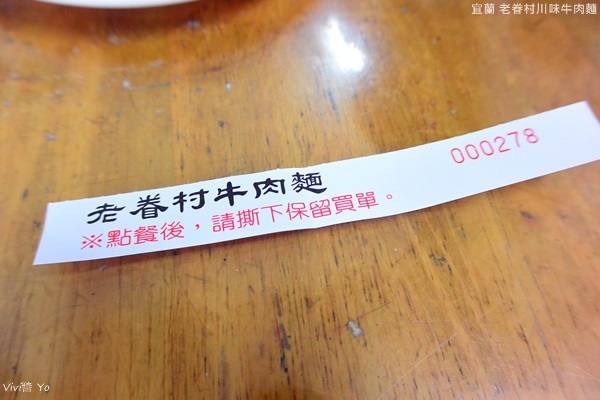 宜蘭 老眷村川味牛肉麵
000278
老眷村牛肉麵
※點餐後，請撕下保留買單。
Vivi醬 Yo